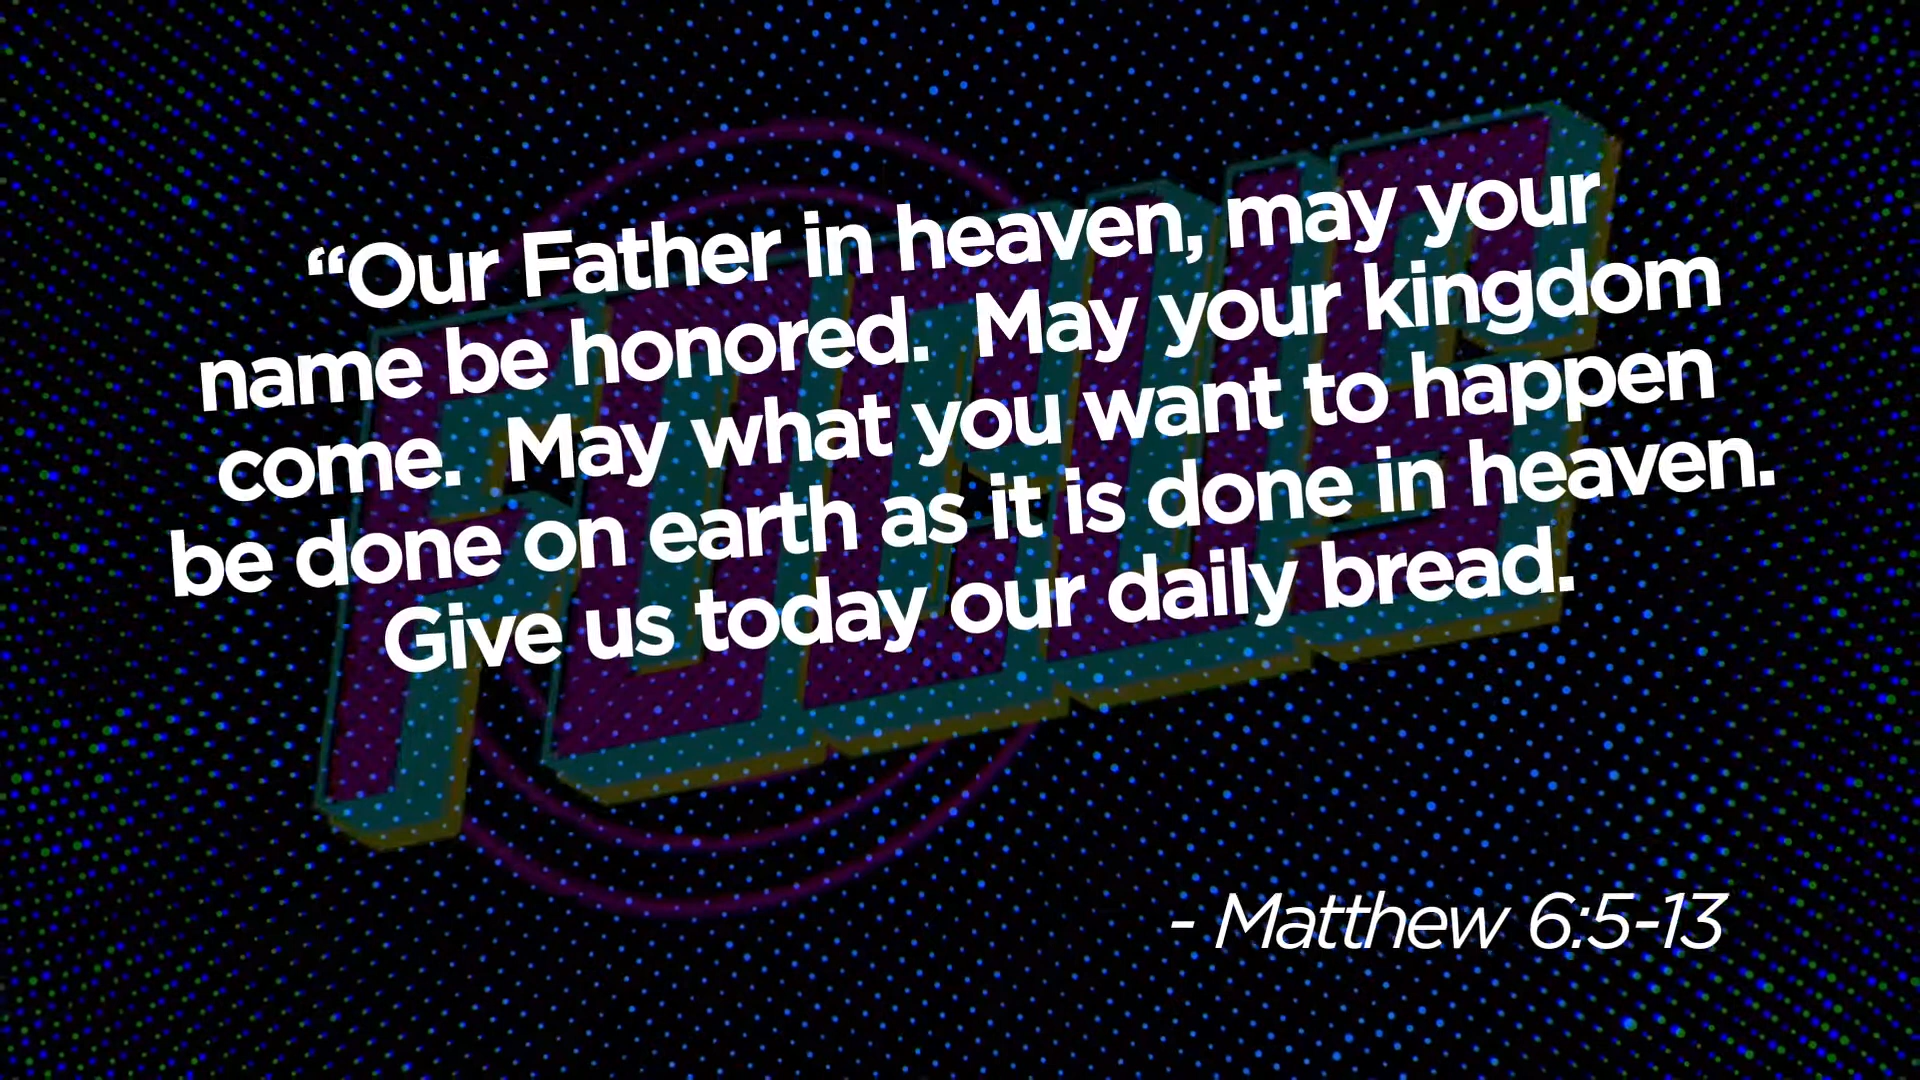 “Our Father in heaven, may your
name be honored.  May your kingdom
come.  May what you want to happen
be done on earth as it is done in heaven.
Give us today our daily bread.
- Matthew 6:5-13
FOCUS